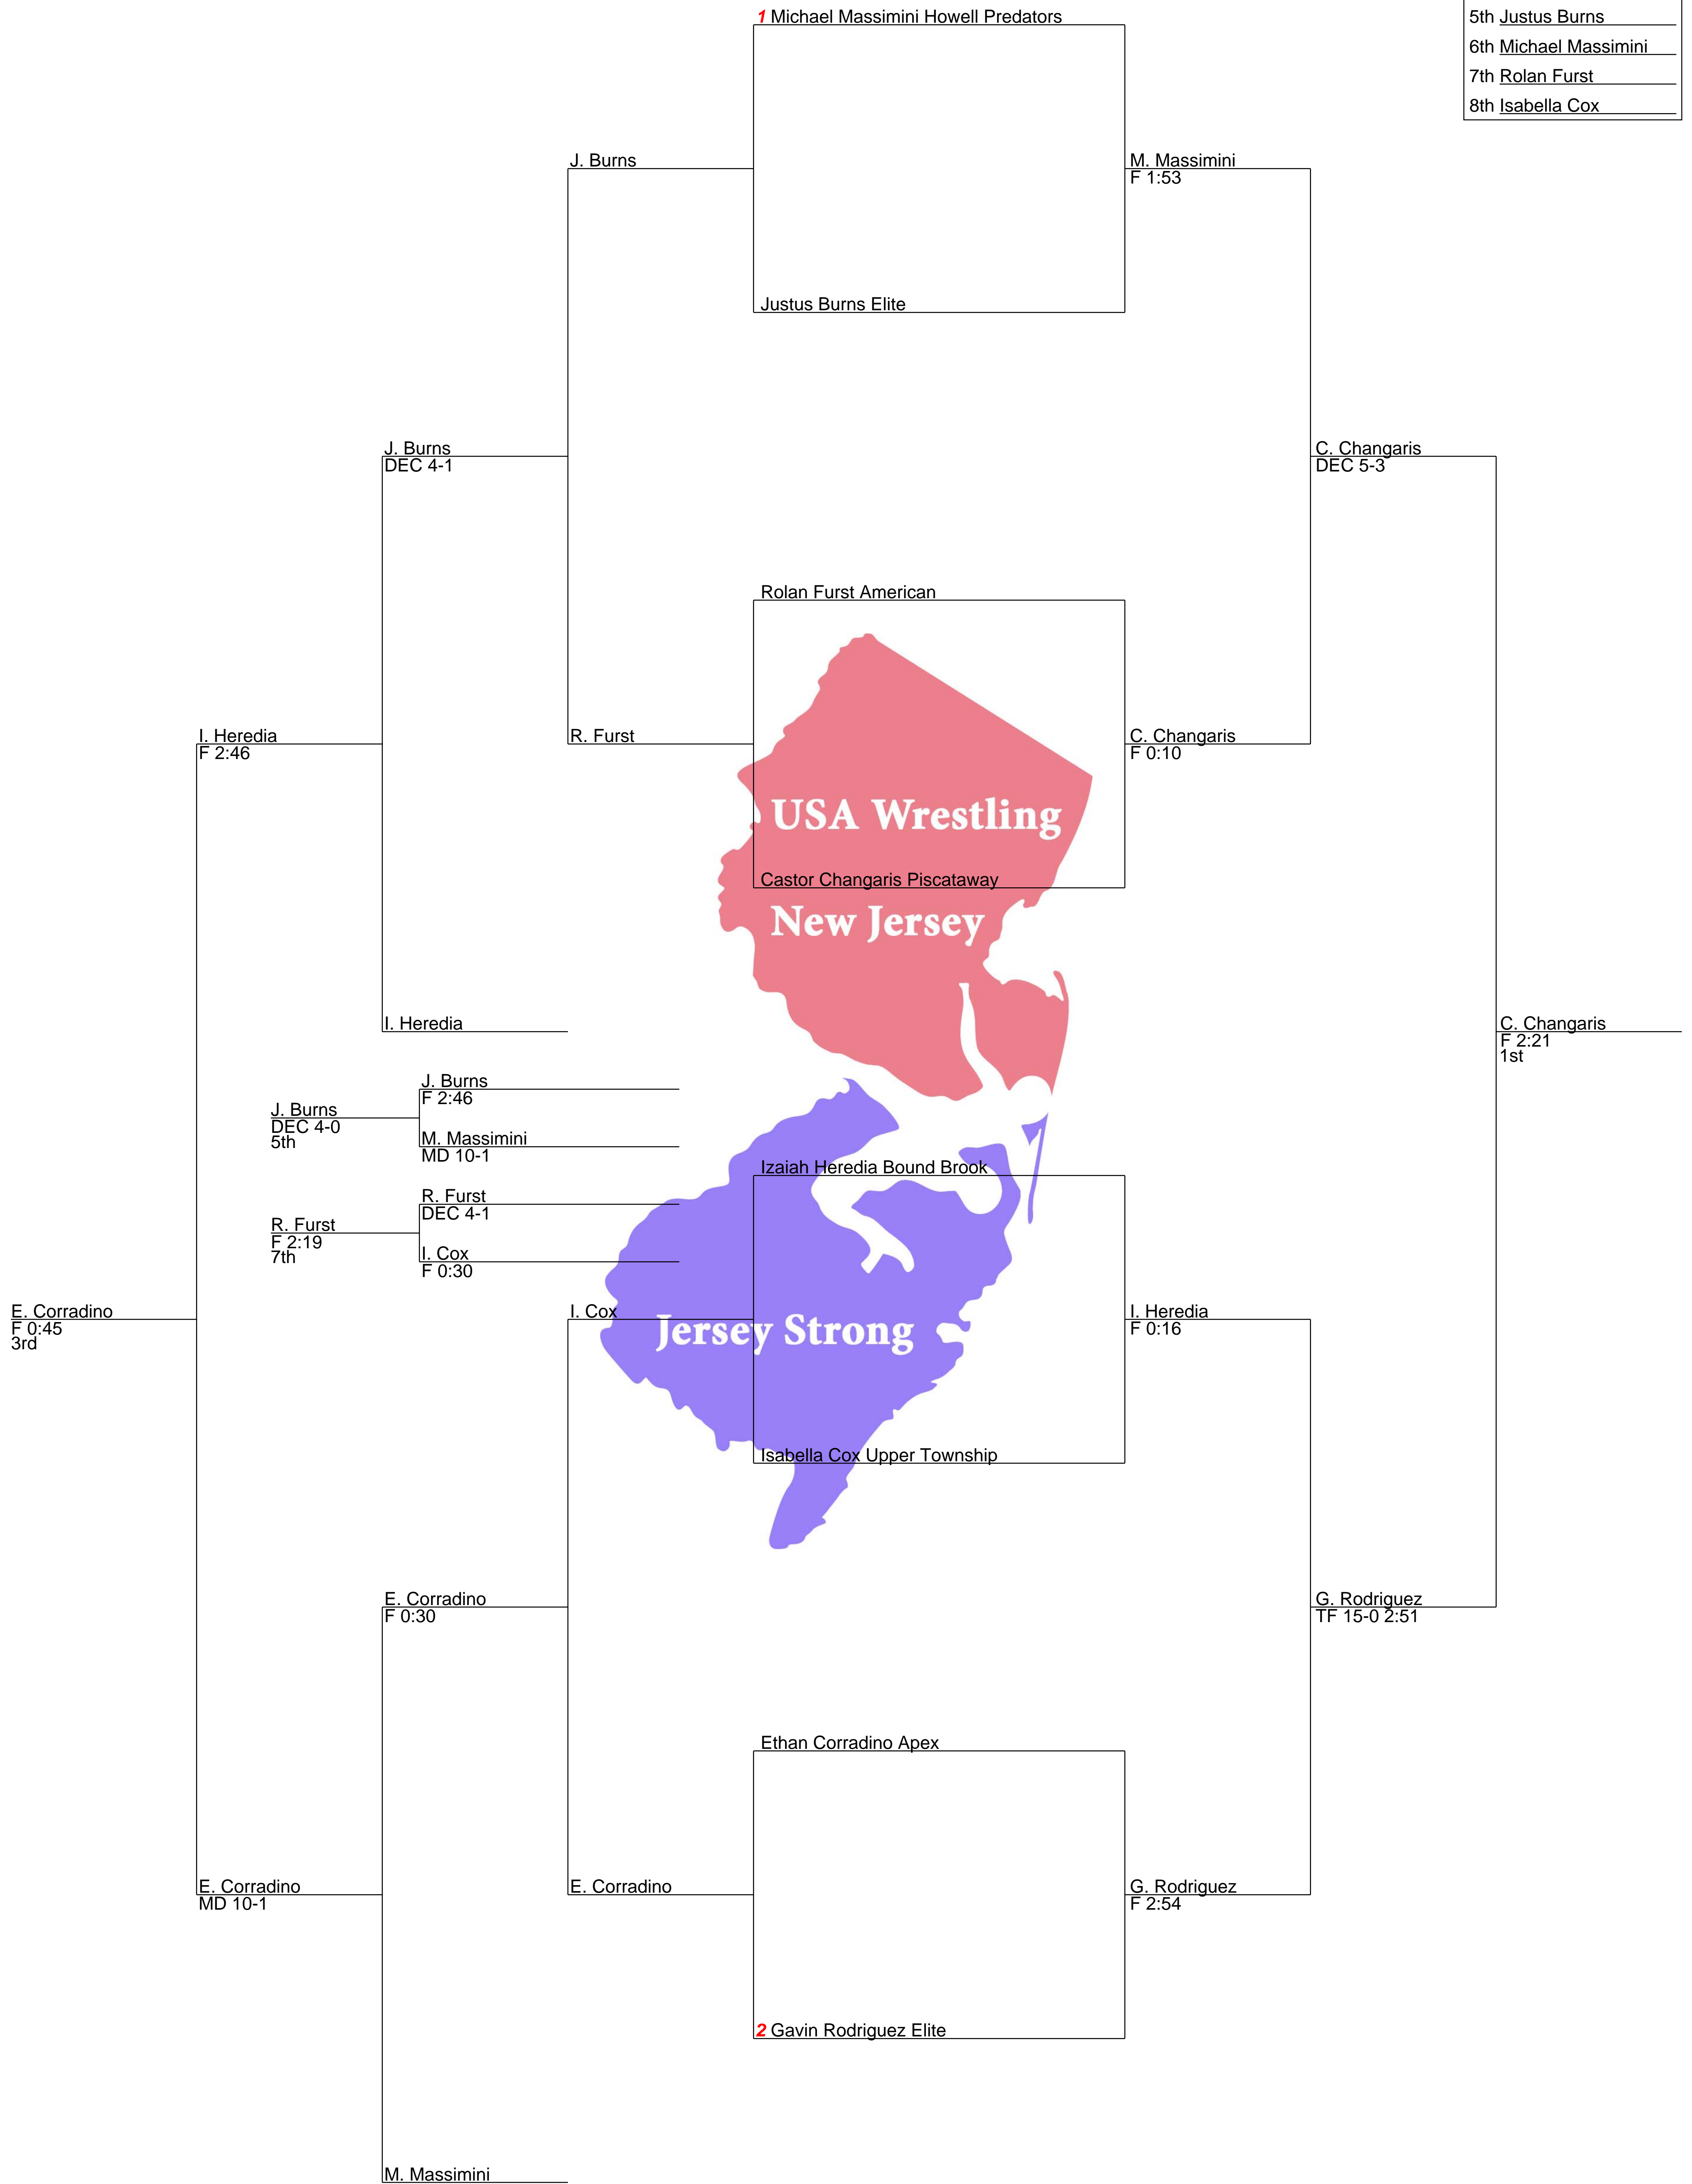 1 Michael Massimini Howell Predators
5th Justus Burns
6th Michael Massimini
7th Rolan Furst
8th Isabella Cox
J. Burns
M. Massimini
F 1:53
Justus Burns Elite
J. Burns
DEC 4-1
C. Changaris
DEC 5-3
Rolan Furst American
I. Heredia
F 2:46
R. Furst
C. Changaris
F 0:10
USA Wrestling
Castor Changaris Piscataway
New Jersey
I. Heredia
C. Changaris
F 2:21
1st
J. Burns
F 2:46
J. Burns
DEC 4-0
5th
M. Massimini
MD 10-1
Izaiah Heredia Bound Brook
R. Furst
DEC 4-1
R. Furst
F 2:19
7th
I. Cox
F 0:30
E. Corradino
F 0:45
3rd
I. Cox
Jersey Strong
I. Heredia
F 0:16
Isabella Cox Upper Township
E. Corradino
F 0:30
G. Rodriguez
TF 15-0 2:51
Ethan Corradino Apex
E. Corradino
MD 10-1
E. Corradino
G. Rodriguez
F 2:54
2 Gavin Rodriguez Elite
M. Massimini